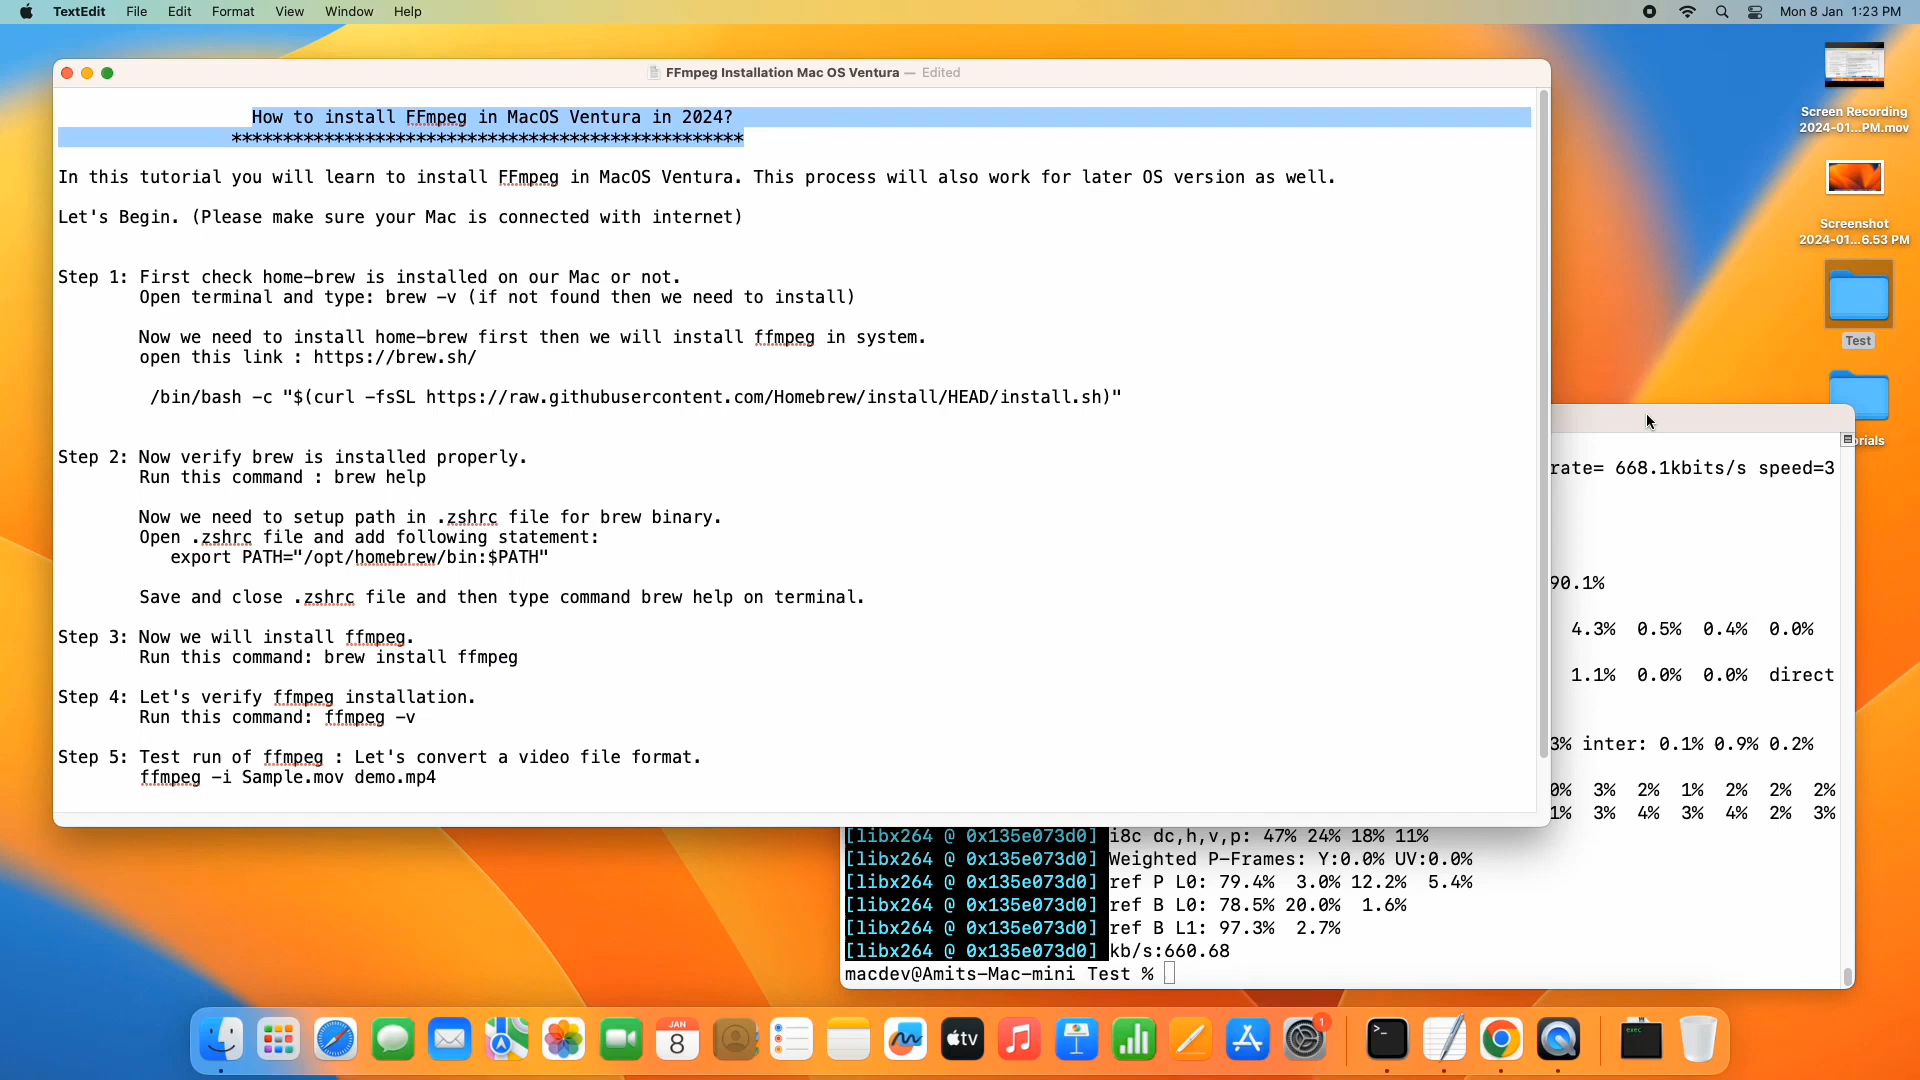 TextEdit File Edit Format View Window Help
Mon 8 Jan 1:23 PM
FFmpeg Installation Mac OS Ventura — Edited
How to install FFmpeg in MacOS Ventura in 2024?
**************************************************
In this tutorial you will learn to install FFmpeg in MacOS Ventura. This process will also work for later OS version as well.
Let's Begin. (Please make sure your Mac is connected with internet)
Step 1: First check home-brew is installed on our Mac or not.
Open terminal and type: brew -v (if not found then we need to install)
Now we need to install home-brew first then we will install ffmpeg in system.
open this link : https://brew.sh/
/bin/bash -c "$(curl -fsSL https://raw.githubusercontent.com/Homebrew/install/HEAD/install.sh)"
Step 2: Now verify brew is installed properly.
Run this command : brew help
Now we need to setup path in .zshrc file for brew binary.
Open .zshrc file and add following statement:
export PATH="/opt/homebrew/bin:$PATH"
Save and close .zshrc file and then type command brew help on terminal.
Step 3: Now we will install ffmpeg.
Run this command: brew install ffmpeg
Step 4: Let's verify ffmpeg installation.
Run this command: ffmpeg -v
Step 5: Test run of ffmpeg : Let's convert a video file format.
ffmpeg -i Sample.mov demo.mp4
Screen Recording
2024-01...PM.mov
Screenshot
2024-01...6.53 PM
Test
orials
rate= 668.1kbits/s speed=3
90.1%
4.3% 0.5% 0.4% 0.0%
1.1% 0.0% 0.0% direct
3% inter: 0.1% 0.9% 0.2%
0% 3% 2% 1% 2% 2% 2%
1% 3% 4% 3% 4% 2% 3%
[libx264 @ 0x135e073d0] i8c dc,h,v,p: 47% 24% 18% 11%
[libx264 @ 0x135e073d0] Weighted P-Frames: Y:0.0% UV:0.0%
[libx264 @ 0x135e073d0] ref P L0: 79.4% 3.0% 12.2% 5.4%
[libx264 @ 0x135e073d0] ref B L0: 78.5% 20.0% 1.6%
[libx264 @ 0x135e073d0] ref B L1: 97.3% 2.7%
[libx264 @ 0x135e073d0] kb/s:660.68
macdev@Amits-Mac-mini Test %
JAN
8
tv
1
exec